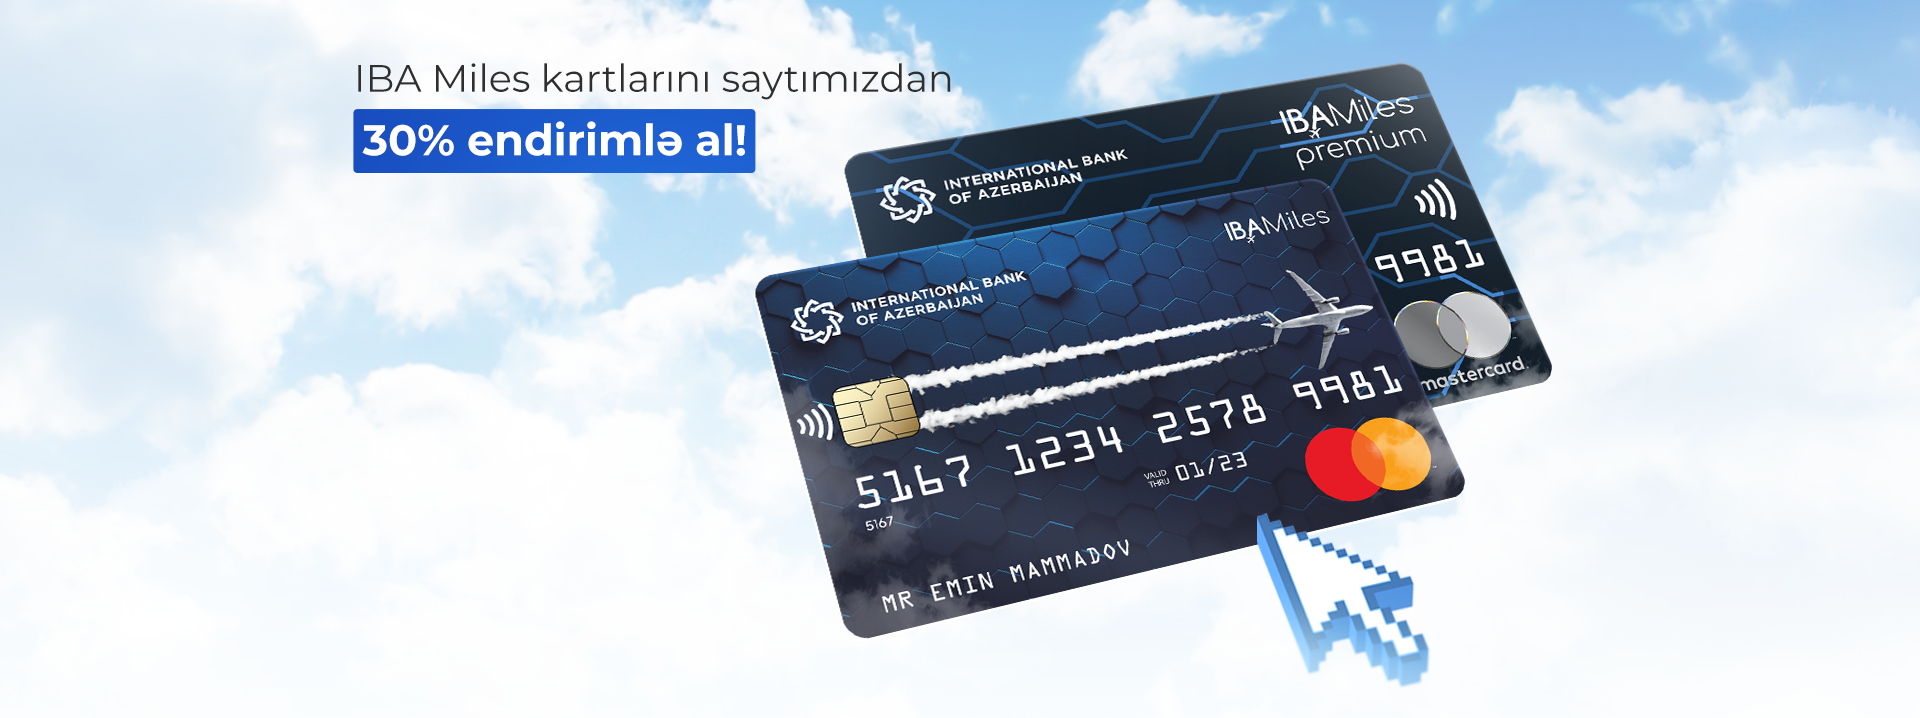 IBA Miles kartlarını saytımızdan
30% endirimlə al!
IBAMiles
premium
INTERNATIONAL BANK
OF AZERBAIJAN
9981
mastercard.
IBAMiles
INTERNATIONAL BANK
OF AZERBAIJAN
5167 1234 2578 9981
5167
VALID
THRU 01/23
MR EMIN MAMMADOV